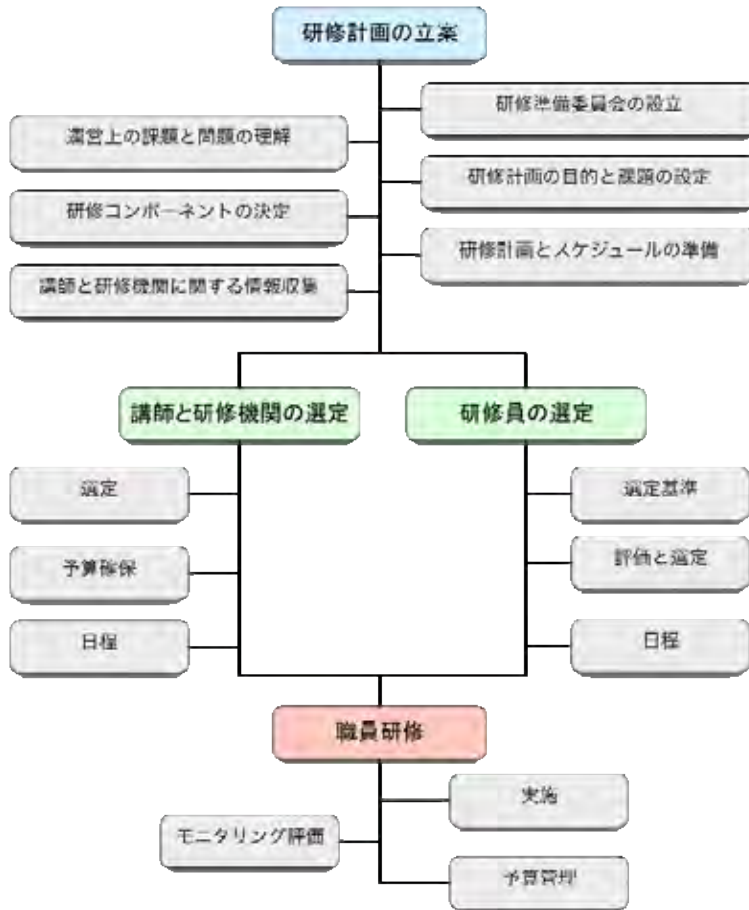 研修計画の立案
研修準備委員会の設立
運営上の課題と問題の理解
研修計画の目的と課題の設定
研修コンポーネントの決定
研修計画とスケジュールの準備
講師と研修機関に関する情報収集
講師と研修機関の選定
研修員の選定
選定
選定基準
予算確保
評価と選定
日程
日程
職員研修
実施
モニタリング評価
予算管理